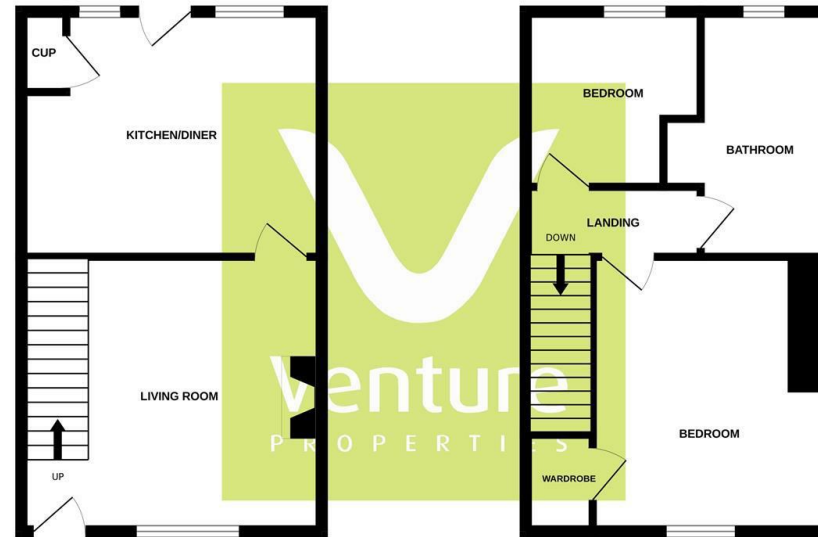 CUP
KITCHEN/DINER
LIVING ROOM
UP
BEDROOM
BATHROOM
LANDING
DOWN
BEDROOM
WARDROBE
Venture
PROPERTIES